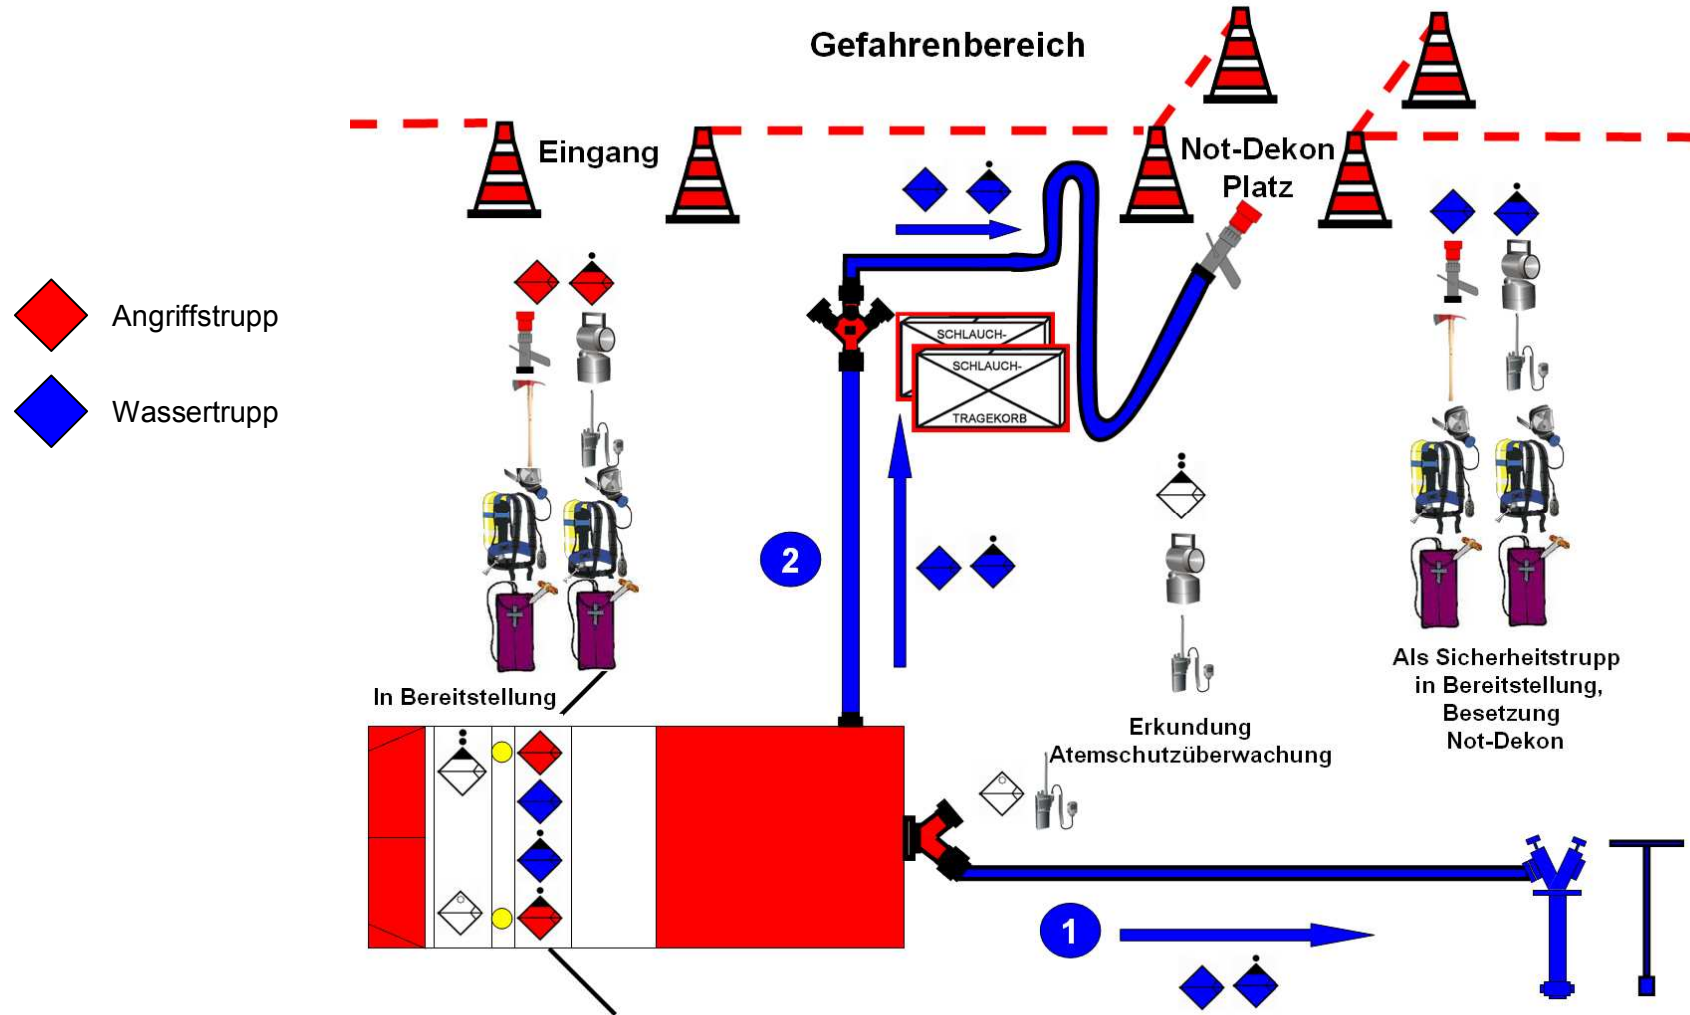 Gefahrenbereich
Eingang
Not-Dekon
Platz
Angriffstrupp
Wassertrupp
SCHLAUCH-
SCHLAUCH-
TRAGEKORB
2
In Bereitstellung
Erkundung
Atemschutzüberwachung
Als Sicherheitstrupp
in Bereitstellung,
Besetzung
Not-Dekon
1